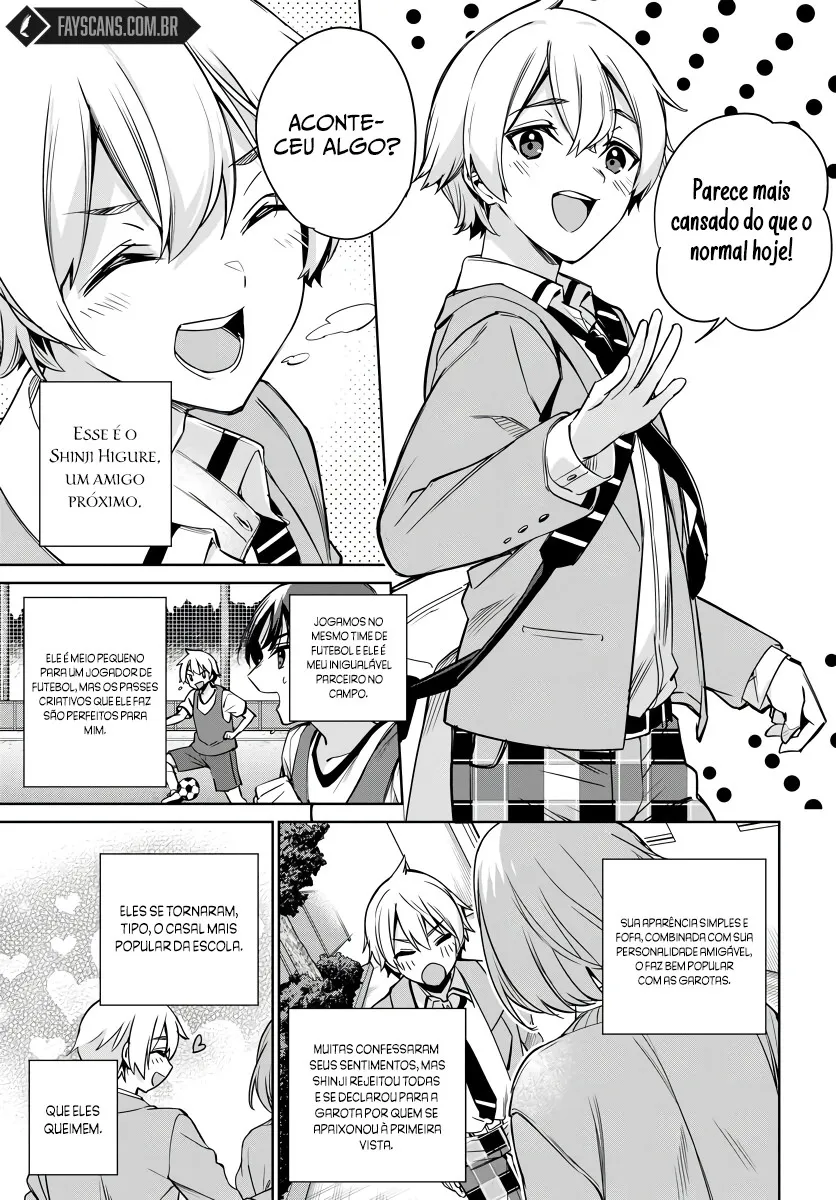 FAYSCANS.COM.BR
Parece mais
cansado do que o
normal hoje!
ACONTE-
CEU ALGO?
ESSE É O
SHINJI HIGURE,
UM AMIGO
PRÓXIMO.
JOGAMOS NO
MESMO TIME DE
FUTEBOL E ELE É
MEU INIGUALÁVEL
PARCEIRO NO
CAMPO.
ELE É MEIO PEQUENO
PARA UM JOGADOR DE
FUTEBOL, MAS OS PASSES
CRIATIVOS QUE ELE FAZ
SÃO PERFEITOS PARA
MIM.
SUA APARÊNCIA SIMPLES E
FOFA, COMBINADA COM SUA
PERSONALIDADE AMIGÁVEL,
O FAZ BEM POPULAR
COM AS GAROTAS.
MUITAS CONFESSARAM
SEUS SENTIMENTOS, MAS
SHINJI REJEITOU TODAS
E SE DECLAROU PARA A
GAROTA POR QUEM SE
APAIXONOU À PRIMEIRA
VISTA.
ELES SE TORNARAM,
TIPO, O CASAL MAIS
POPULAR DA ESCOLA.
QUE ELES
QUEIMEM.